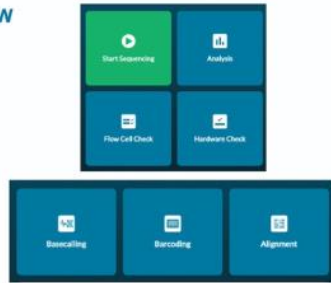 W
Start Sequencing
Analysis
Flow Cell Check
Hardware Check
Basecalling
Barcoding
Alignment